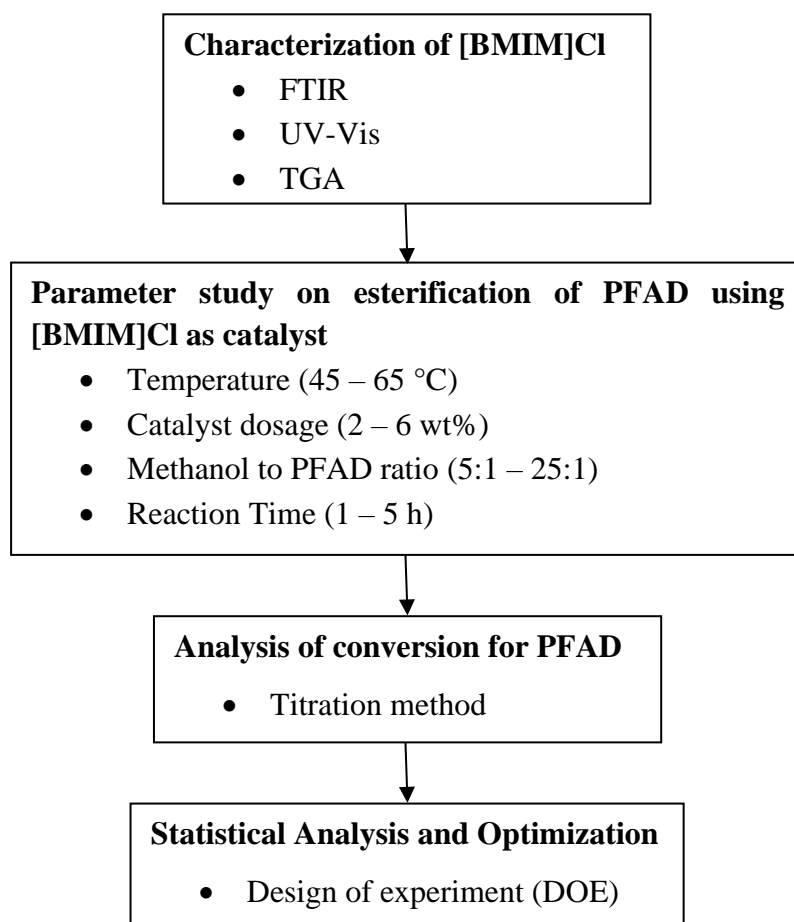 Characterization of [BMIM]Cl
• FTIR
• UV-Vis
• TGA
Parameter study on esterification of PFAD using
[BMIM]Cl as catalyst
• Temperature (45 – 65 °C)
• Catalyst dosage (2 – 6 wt%)
• Methanol to PFAD ratio (5:1 – 25:1)
• Reaction Time (1 – 5 h)
Analysis of conversion for PFAD
• Titration method
Statistical Analysis and Optimization
• Design of experiment (DOE)